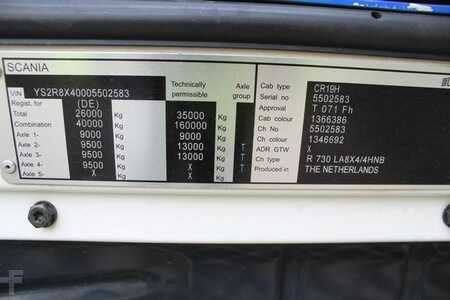 SCANIA
VIN YS2R8X40005502583
Regist. for (DE) Technically permissible Axle group
Total 26000 Kg 35000 Kg
Combination 40000 Kg 160000 Kg
Axle 1- 9000 Kg 9000 Kg
Axle 2- 9500 Kg 13000 Kg T
Axle 3- 9500 Kg 13000 Kg T
Axle 4- 9500 Kg X Kg
Axle 5- X Kg X Kg
Cab type CR19H
Serial no 5502583
Approval T 071 Fh
Cab colour 1366386
Ch No 5502583
Ch colour 1346692
ADR GTW X
Ch type R 730 LA8X4/4HNB
Produced in THE NETHERLANDS